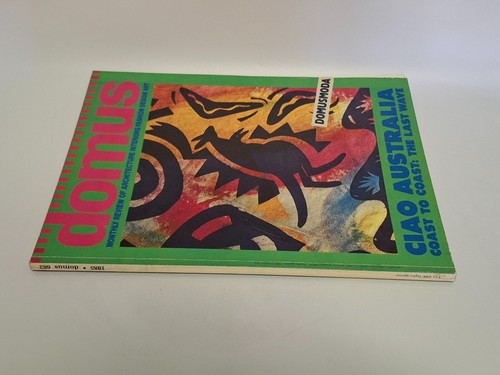 domus
MONTHLY REVIEW OF ARCHITECTURE INTERIORS FASHION DESIGN ART
DOMUSMODA
CIAO AUSTRALIA
COAST TO COAST: THE LAST WAVE
1985 • domus 663